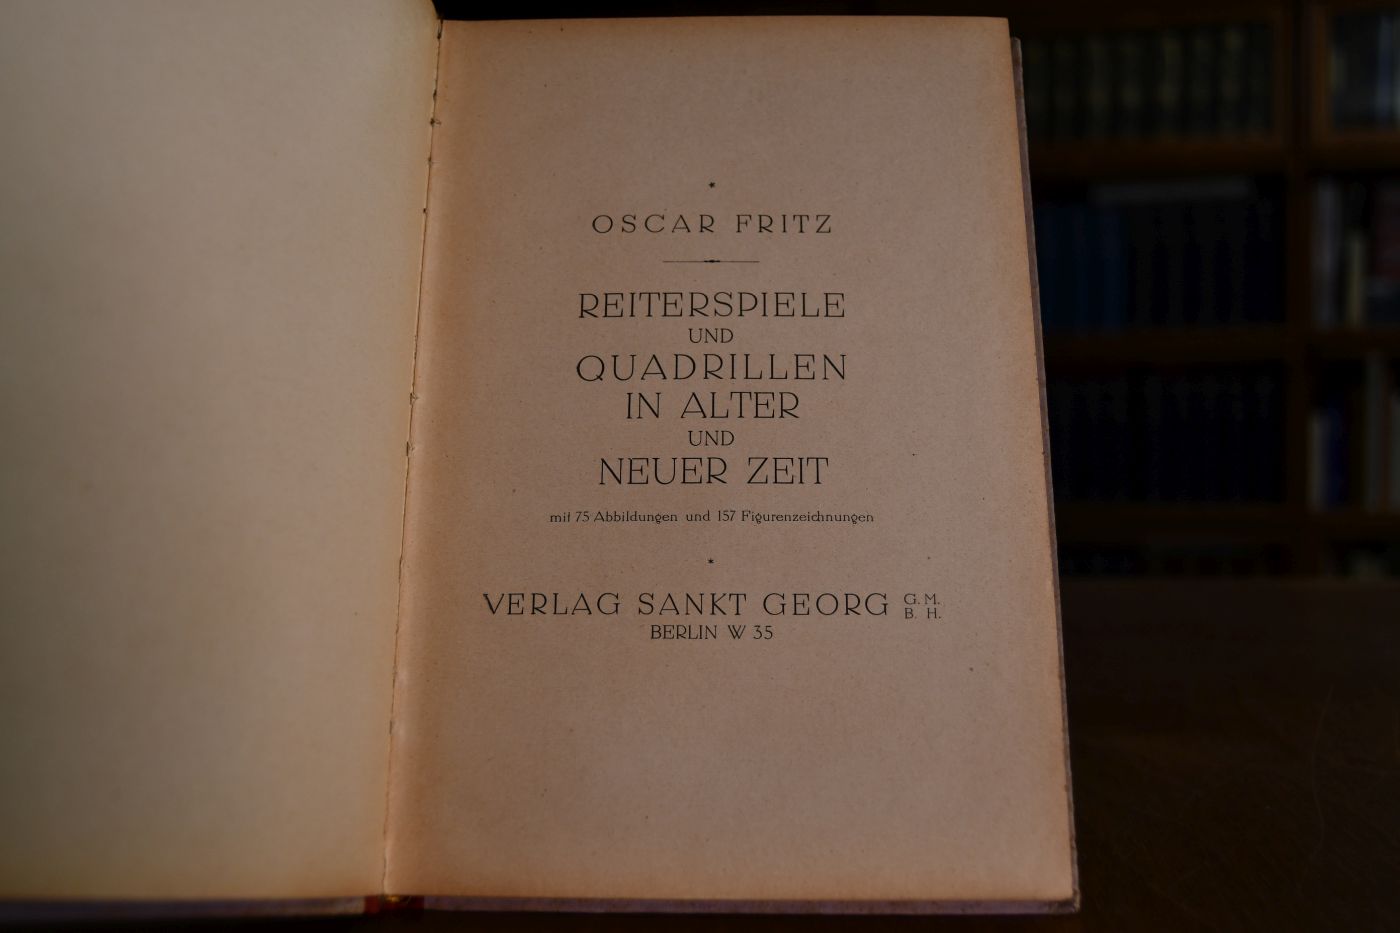 OSCAR FRITZ
REITERSPIELE
UND
QUADRILLEN
IN ALTER
UND
NEUER ZEIT
mit 75 Abbildungen und 157 Figurenzeichnungen
VERLAG SANKT GEORG G. M. B. H.
BERLIN W 35